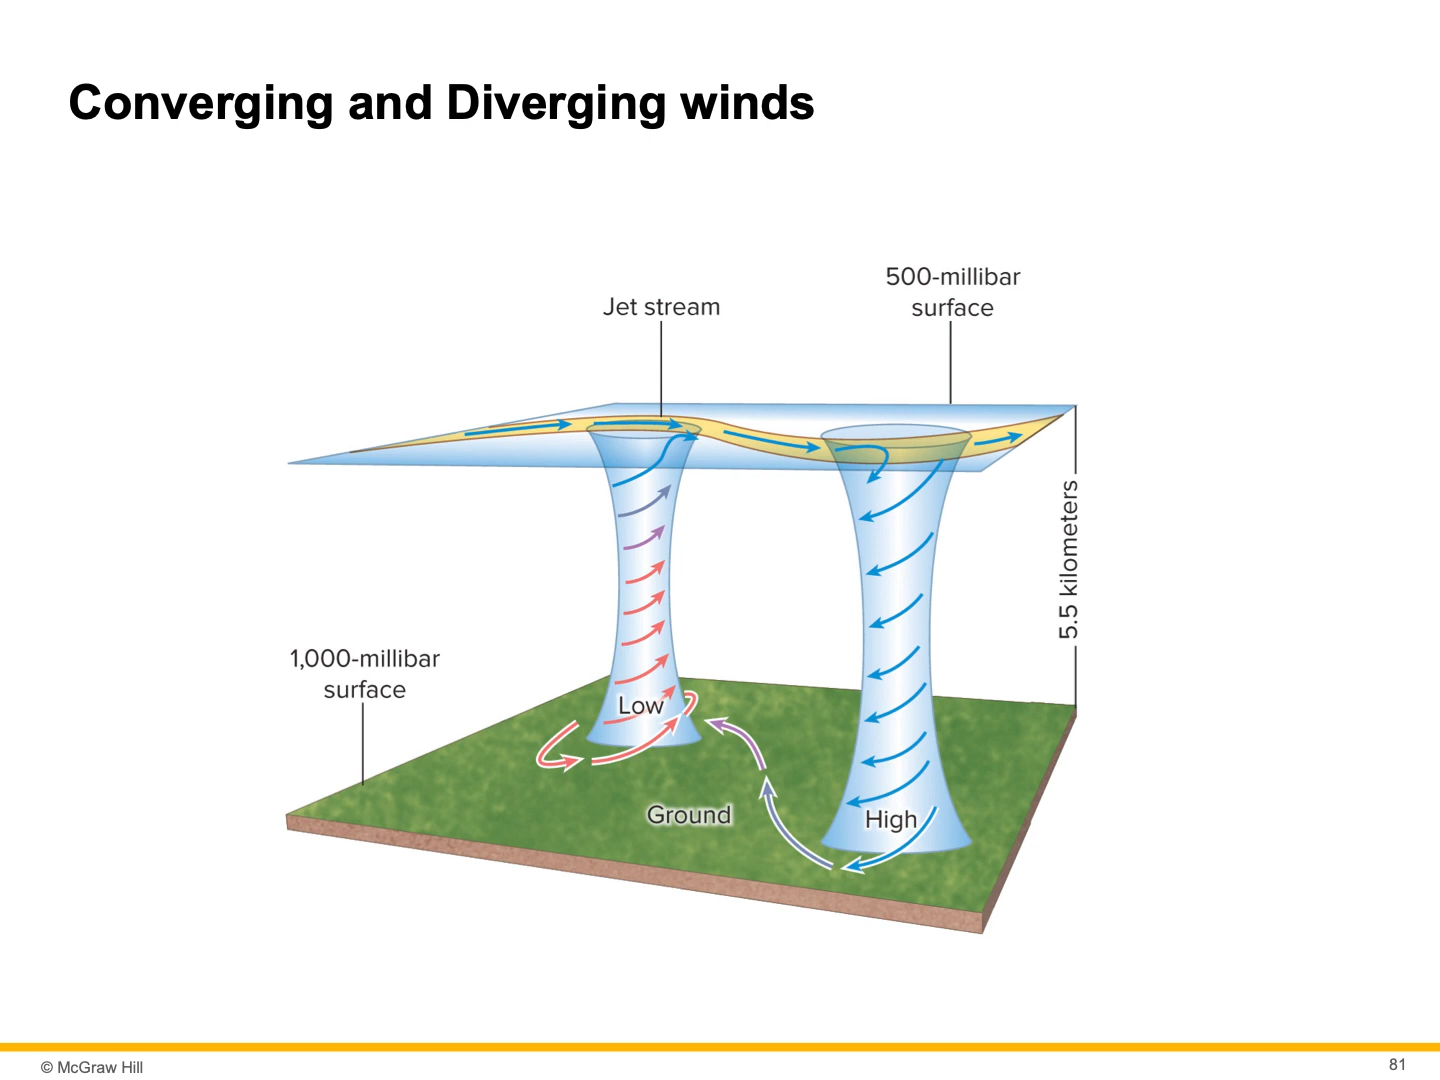 Converging and Diverging winds
500-millibar
surface
Jet stream
5.5 kilometers
1,000-millibar
surface
Low
Ground
High
© McGraw Hill
81